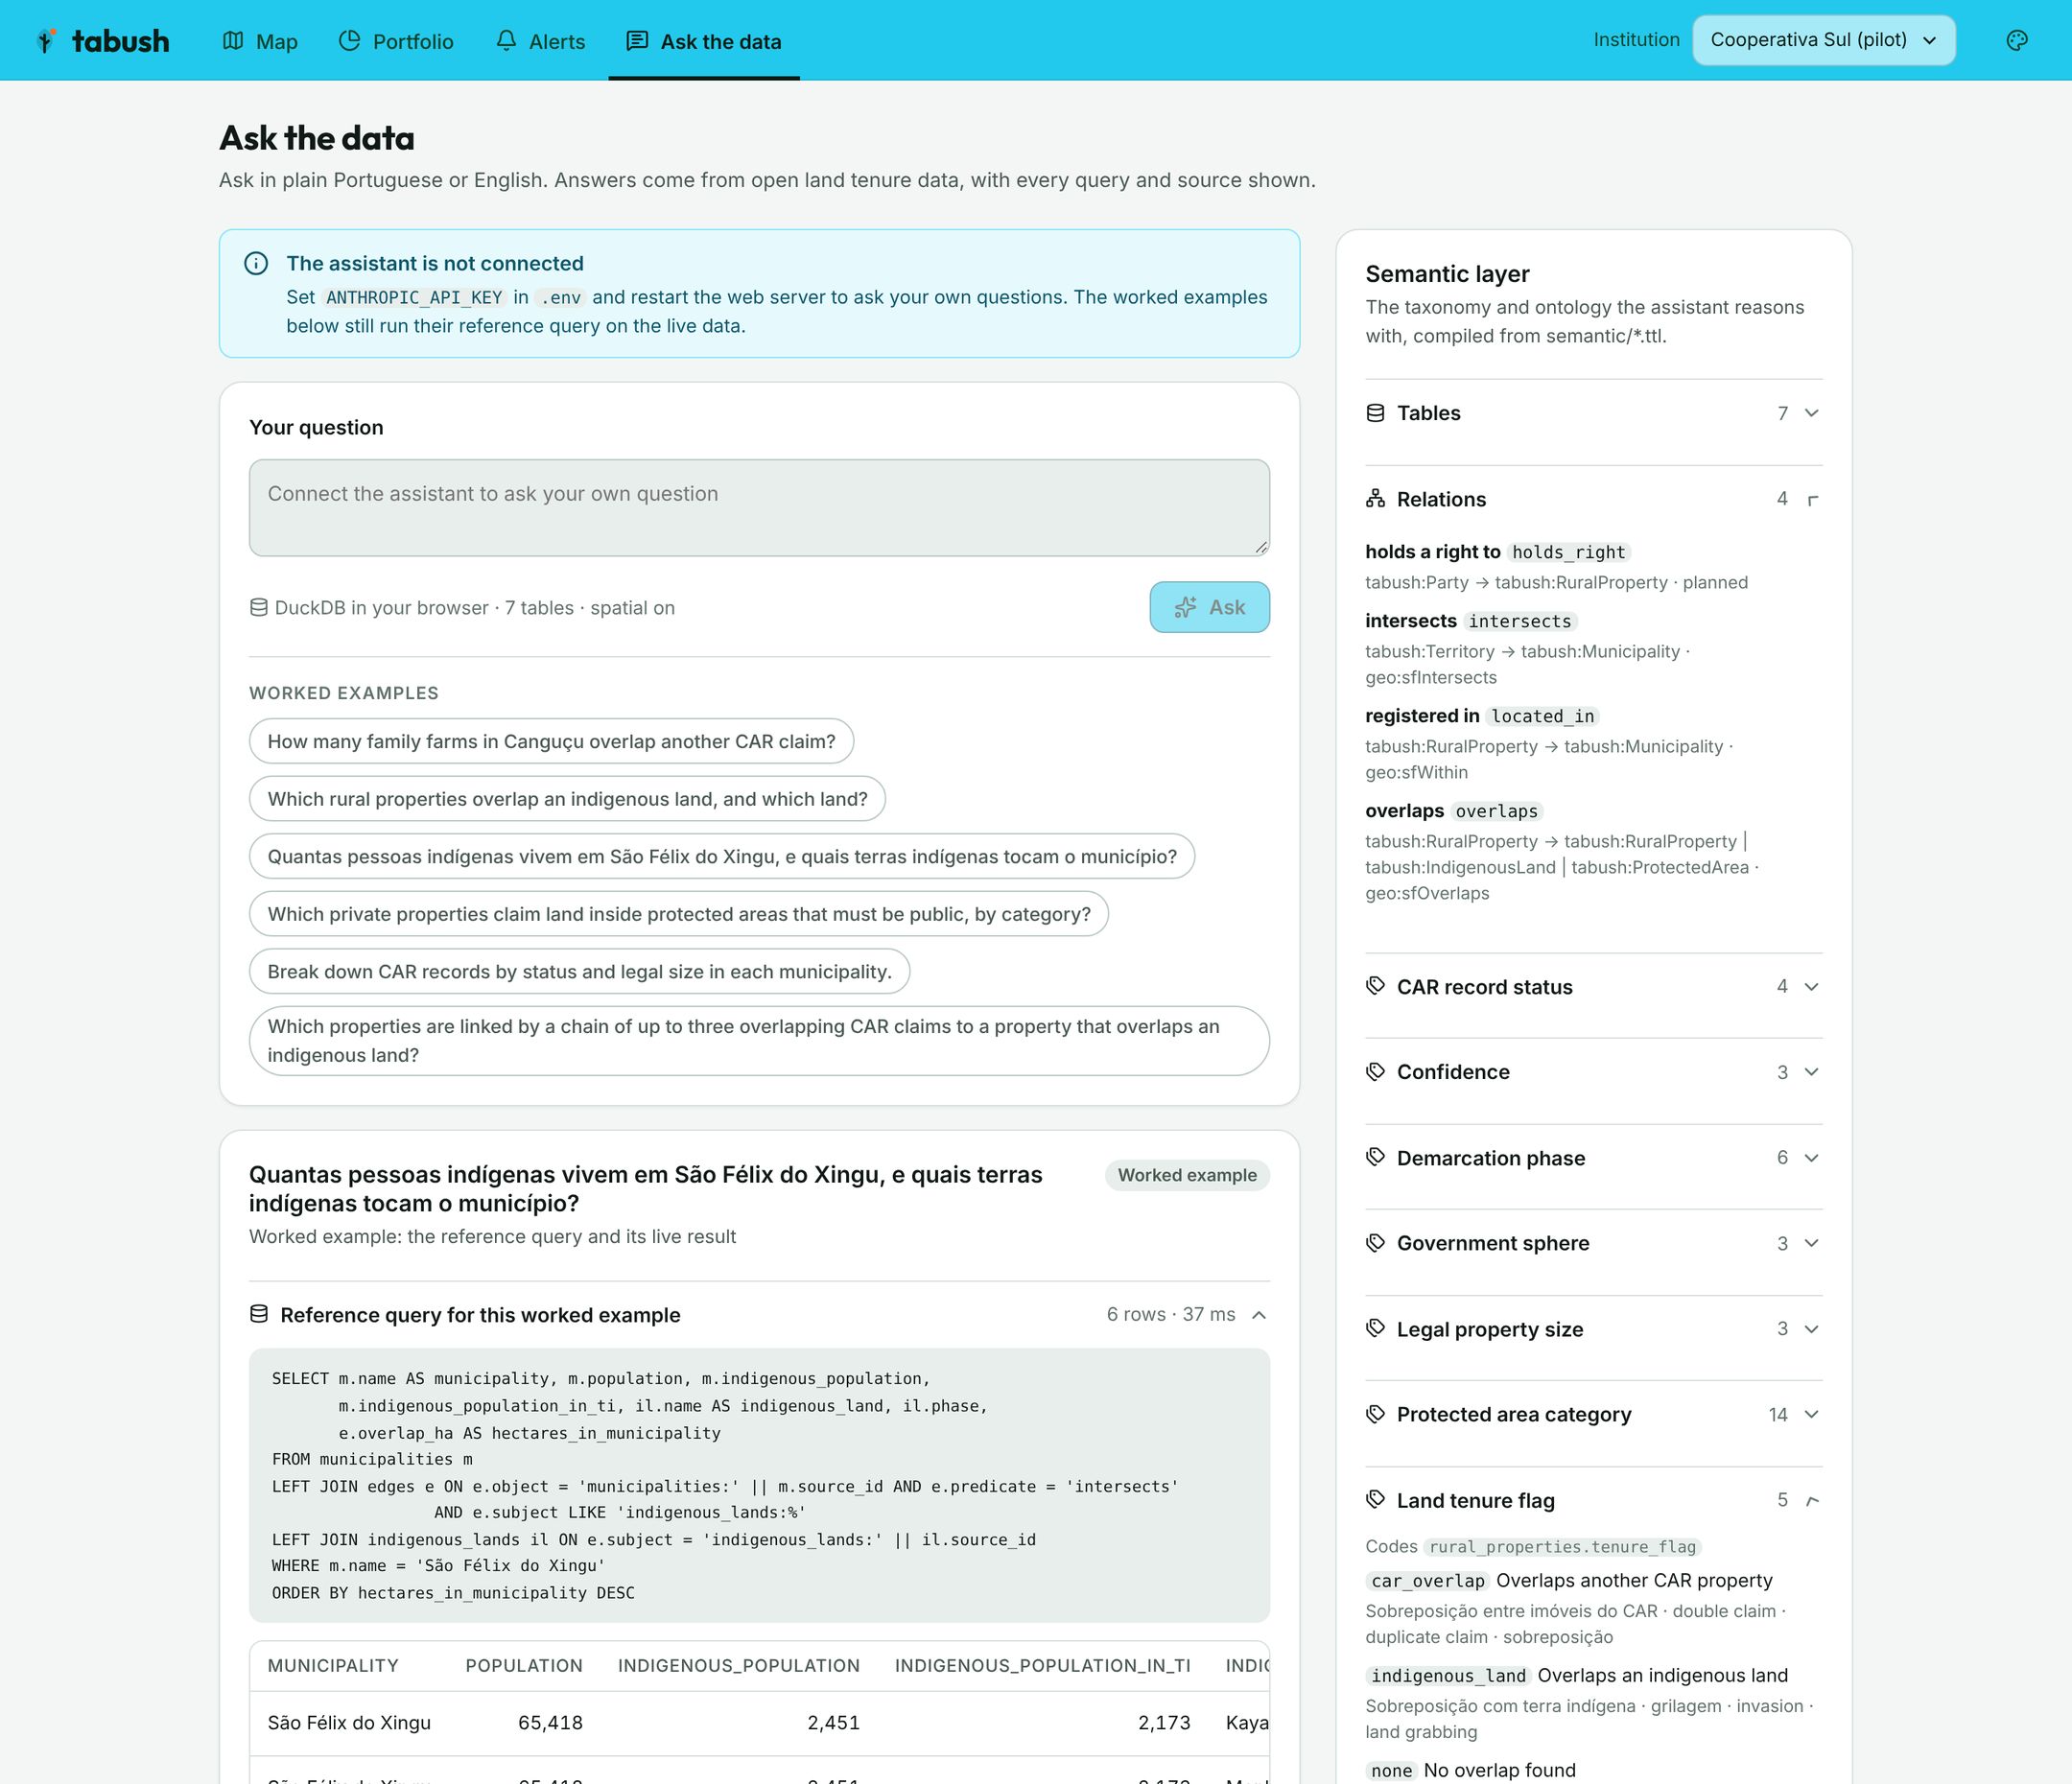 tabush
Map
Portfolio
Alerts
Ask the data
Institution
Cooperativa Sul (pilot)
Ask the data
Ask in plain Portuguese or English. Answers come from open land tenure data, with every query and source shown.
The assistant is not connected
Set ANTHROPIC_API_KEY in .env and restart the web server to ask your own questions. The worked examples
below still run their reference query on the live data.
Your question
Connect the assistant to ask your own question
DuckDB in your browser · 7 tables · spatial on
Ask
WORKED EXAMPLES
How many family farms in Canguçu overlap another CAR claim?
Which rural properties overlap an indigenous land, and which land?
Quantas pessoas indígenas vivem em São Félix do Xingu, e quais terras indígenas tocam o município?
Which private properties claim land inside protected areas that must be public, by category?
Break down CAR records by status and legal size in each municipality.
Which properties are linked by a chain of up to three overlapping CAR claims to a property that overlaps an
indigenous land?
Quantas pessoas indígenas vivem em São Félix do Xingu, e quais terras
indígenas tocam o município?
Worked example
Worked example: the reference query and its live result
Reference query for this worked example
6 rows · 37 ms
SELECT m.name AS municipality, m.population, m.indigenous_population,
m.indigenous_population_in_ti, il.name AS indigenous_land, il.phase,
e.overlap_ha AS hectares_in_municipality
FROM municipalities m
LEFT JOIN edges e ON e.object = 'municipalities:' || m.source_id AND e.predicate = 'intersects'
AND e.subject LIKE 'indigenous_lands:%'
LEFT JOIN indigenous_lands il ON e.subject = 'indigenous_lands:' || il.source_id
WHERE m.name = 'São Félix do Xingu'
ORDER BY hectares_in_municipality DESC
MUNICIPALITY POPULATION INDIGENOUS_POPULATION INDIGENOUS_POPULATION_IN_TI
São Félix do Xingu 65,418 2,451 2,173 Kaya
Semantic layer
The taxonomy and ontology the assistant reasons
with, compiled from semantic/*.ttl.
Tables 7
Relations 4
holds a right to holds_right
tabush:Party → tabush:RuralProperty · planned
intersects intersects
tabush:Territory → tabush:Municipality ·
geo:sfIntersects
registered in located_in
tabush:RuralProperty → tabush:Municipality ·
geo:sfWithin
overlaps overlaps
tabush:RuralProperty → tabush:RuralProperty |
tabush:IndigenousLand | tabush:ProtectedArea ·
geo:sfOverlaps
CAR record status 4
Confidence 3
Demarcation phase 6
Government sphere 3
Legal property size 3
Protected area category 14
Land tenure flag 5
Codes rural_properties.tenure_flag
car_overlap Overlaps another CAR property
Sobreposição entre imóveis do CAR · double claim ·
duplicate claim · sobreposição
indigenous_land Overlaps an indigenous land
Sobreposição com terra indígena · grilagem · invasion ·
land grabbing
none No overlap found